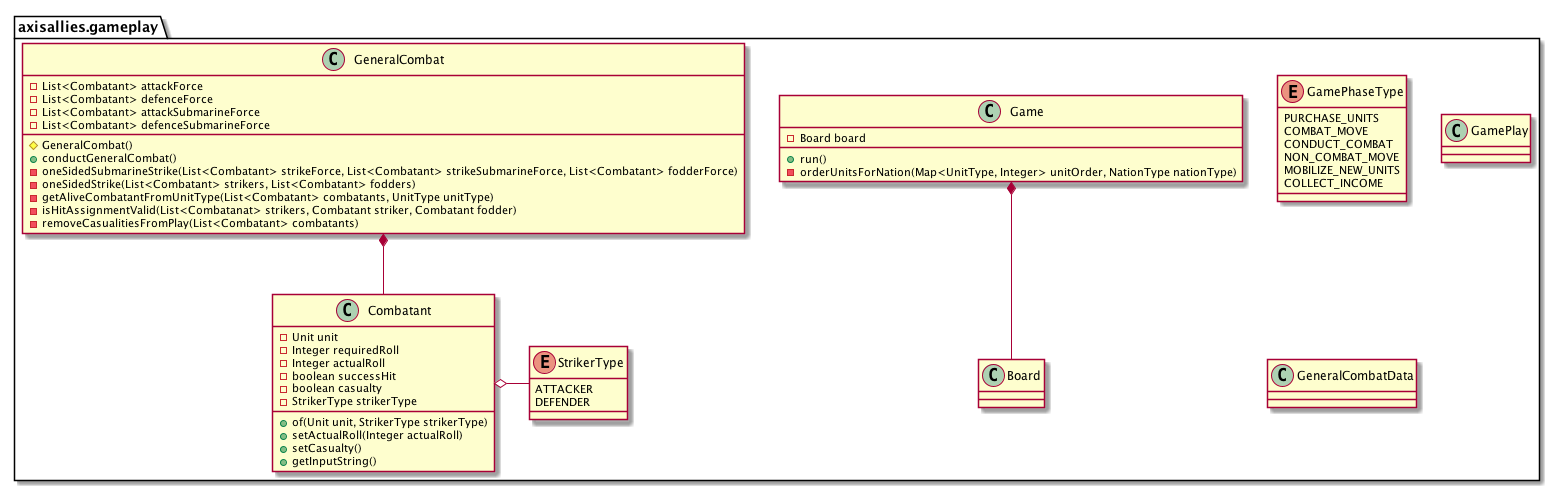 axisallies.gameplay
C GeneralCombat
List<Combatant> attackForce
List<Combatant> defenceForce
List<Combatant> attackSubmarineForce
List<Combatant> defenceSubmarineForce
GeneralCombat()
conductGeneralCombat()
oneSidedSubmarineStrike(List<Combatant> strikeForce, List<Combatant> strikeSubmarineForce, List<Combatant> fodderForce)
oneSidedStrike(List<Combatant> strikers, List<Combatant> fodders)
getAliveCombatantFromUnitType(List<Combatant> combatants, UnitType unitType)
isHitAssignmentValid(List<Combatanat> strikers, Combatant striker, Combatant fodder)
removeCasualitiesFromPlay(List<Combatant> combatants)
C Game
Board board
run()
orderUnitsForNation(Map<UnitType, Integer> unitOrder, NationType nationType)
E GamePhaseType
PURCHASE_UNITS
COMBAT_MOVE
CONDUCT_COMBAT
NON_COMBAT_MOVE
MOBILIZE_NEW_UNITS
COLLECT_INCOME
C GamePlay
C Combatant
Unit unit
Integer requiredRoll
Integer actualRoll
boolean successHit
boolean casualty
StrikerType strikerType
of(Unit unit, StrikerType strikerType)
setActualRoll(Integer actualRoll)
setCasualty()
getInputString()
E StrikerType
ATTACKER
DEFENDER
C Board
C GeneralCombatData